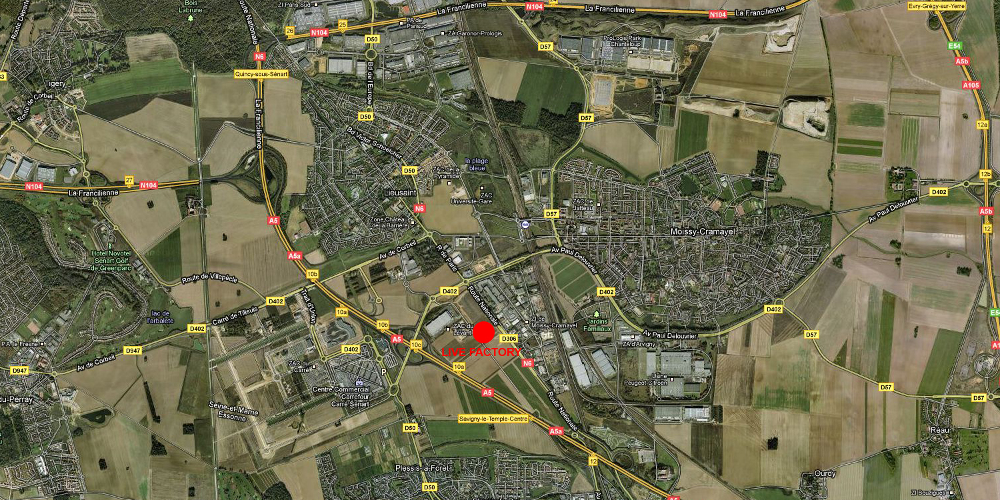 Bois
Labrune
Route Départe
Route Nationale
ZI Paris Sud
La Francilienne
N104
La Francilienne
N104
La Francilienne
Evry-Grégy-sur-Yerre
26
25
N104
PA de
Parisud
ZA Garonor-Prologis
D50
D57
ProLogis Park
Chanteloup
E54
A5b
N6
Quincy-sous-Sénart
Bd de l'Europe
A105
Tigery
Route de Corbeil
La Francilienne
D50
D57
12a
Bd Victor Schoelcher
la plage
bleue
D50
ZAC de la
Pyramide
12b
27
N104
N104
La Francilienne
Lieusaint
ZAC
Université-Gare
D402
N6
ZAC de
Jatteau
D57
Av Paul Delouvrier
A5b
A5
Zone Château
de la Barrière
12
Moissy-Cramayel
Hotel Novotel
Senart Golf
de Greenparc
A5a
Av de Corbeil
R de Paris
Av Paul Delouvrier
Route de Villepècle
10b
D402
D402
D402
Trait d'Union
Route Nationale
lac de
l'arbalete
Carré de Tilleuls
10a
10b
D402
D402
ZAC du
Levant
ZI de
Moissy-Cramayel
Jardins
Familiaux
Av Paul Delouvrier
D57
PA le Fresne
A5
10c
D306
ZA d'Arvigny
D947
D402
LIVE FACTORY
Av de Corbeil
D947
ZAC du
Carré
P
10a
N6
Usine
Peugeot-Citroën
Centre Commercial
Carrefour
Carré Sénart
A5
D57
D57
du-Perray
Seine-et-Marne
Essonne
Route Nationale
Savigny-le-Temple-Centre
D50
A5a
Réau
12
Plessis-la-Forêt
Ourdy
D50
A5
ZI Bouzigues